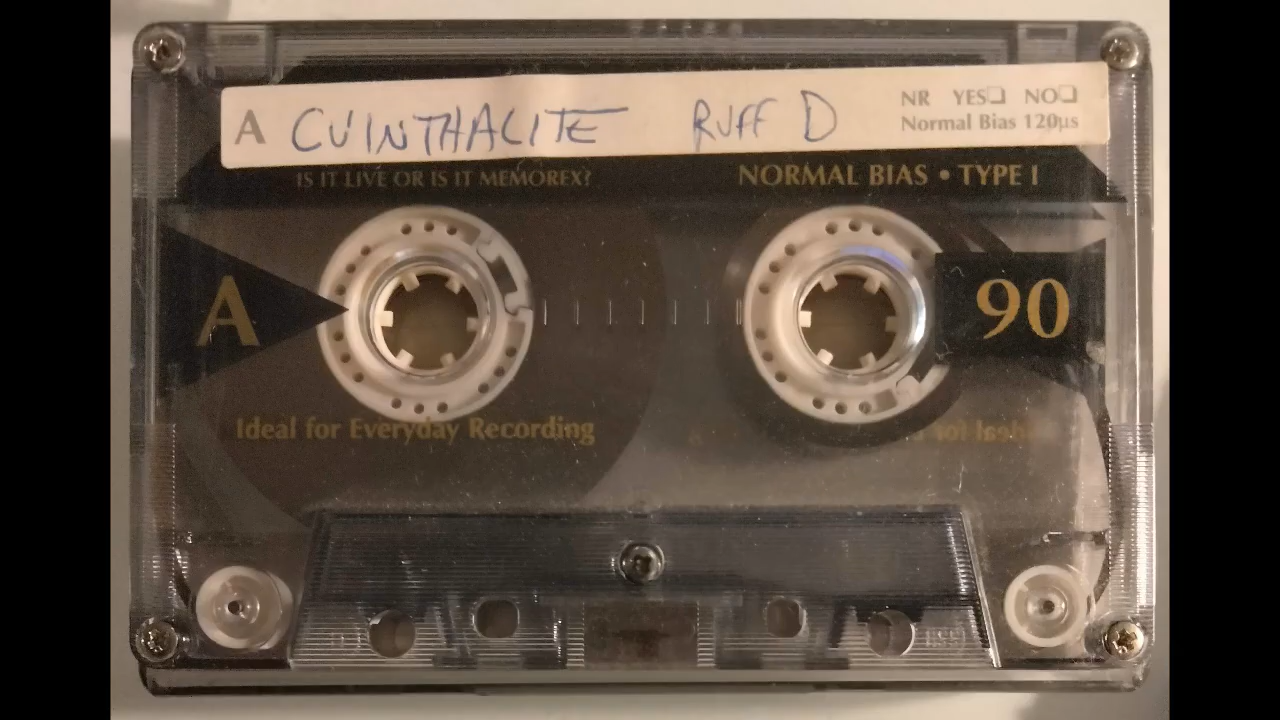 A CUINTHALITE RUFF D NR YES NO
Normal Bias 120µs
IS IT LIVE OR IS IT MEMOREX? NORMAL BIAS • TYPE I
A 90
Ideal for Everyday Recording